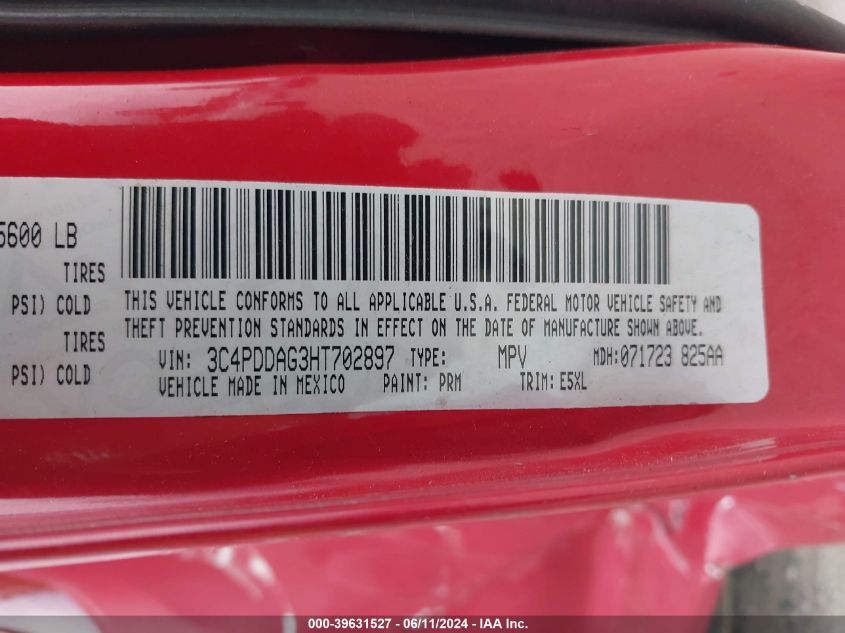 5600 LB
TIRES
PSI) COLD
TIRES
PSI) COLD
THIS VEHICLE CONFORMS TO ALL APPLICABLE U.S.A. FEDERAL MOTOR VEHICLE SAFETY AND
THEFT PREVENTION STANDARDS IN EFFECT ON THE DATE OF MANUFACTURE SHOWN ABOVE.
VIN: 3C4PDDAG3HT702897 TYPE: MPV MDH:071723 825AA
VEHICLE MADE IN MEXICO PAINT: PRM TRIM: E5XL
000-39631527 - 06/11/2024 - IAA Inc.